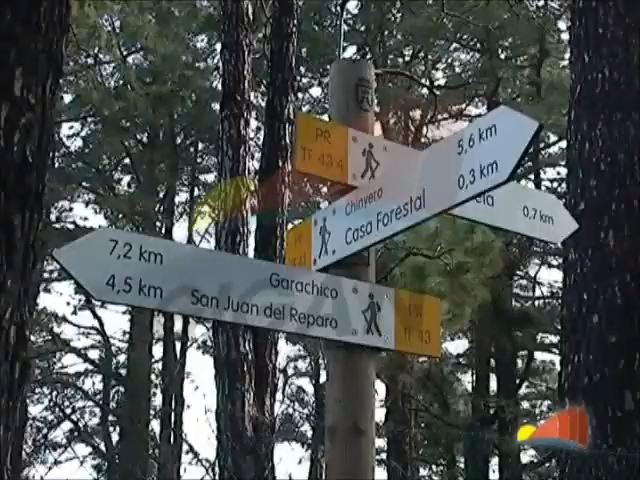 PR
TF 43.4
0,7 km
Chinyero 5,6 km
Casa Forestal 0,3 km
7,2 km Garachico
4,5 km San Juan del Reparo
TF 43